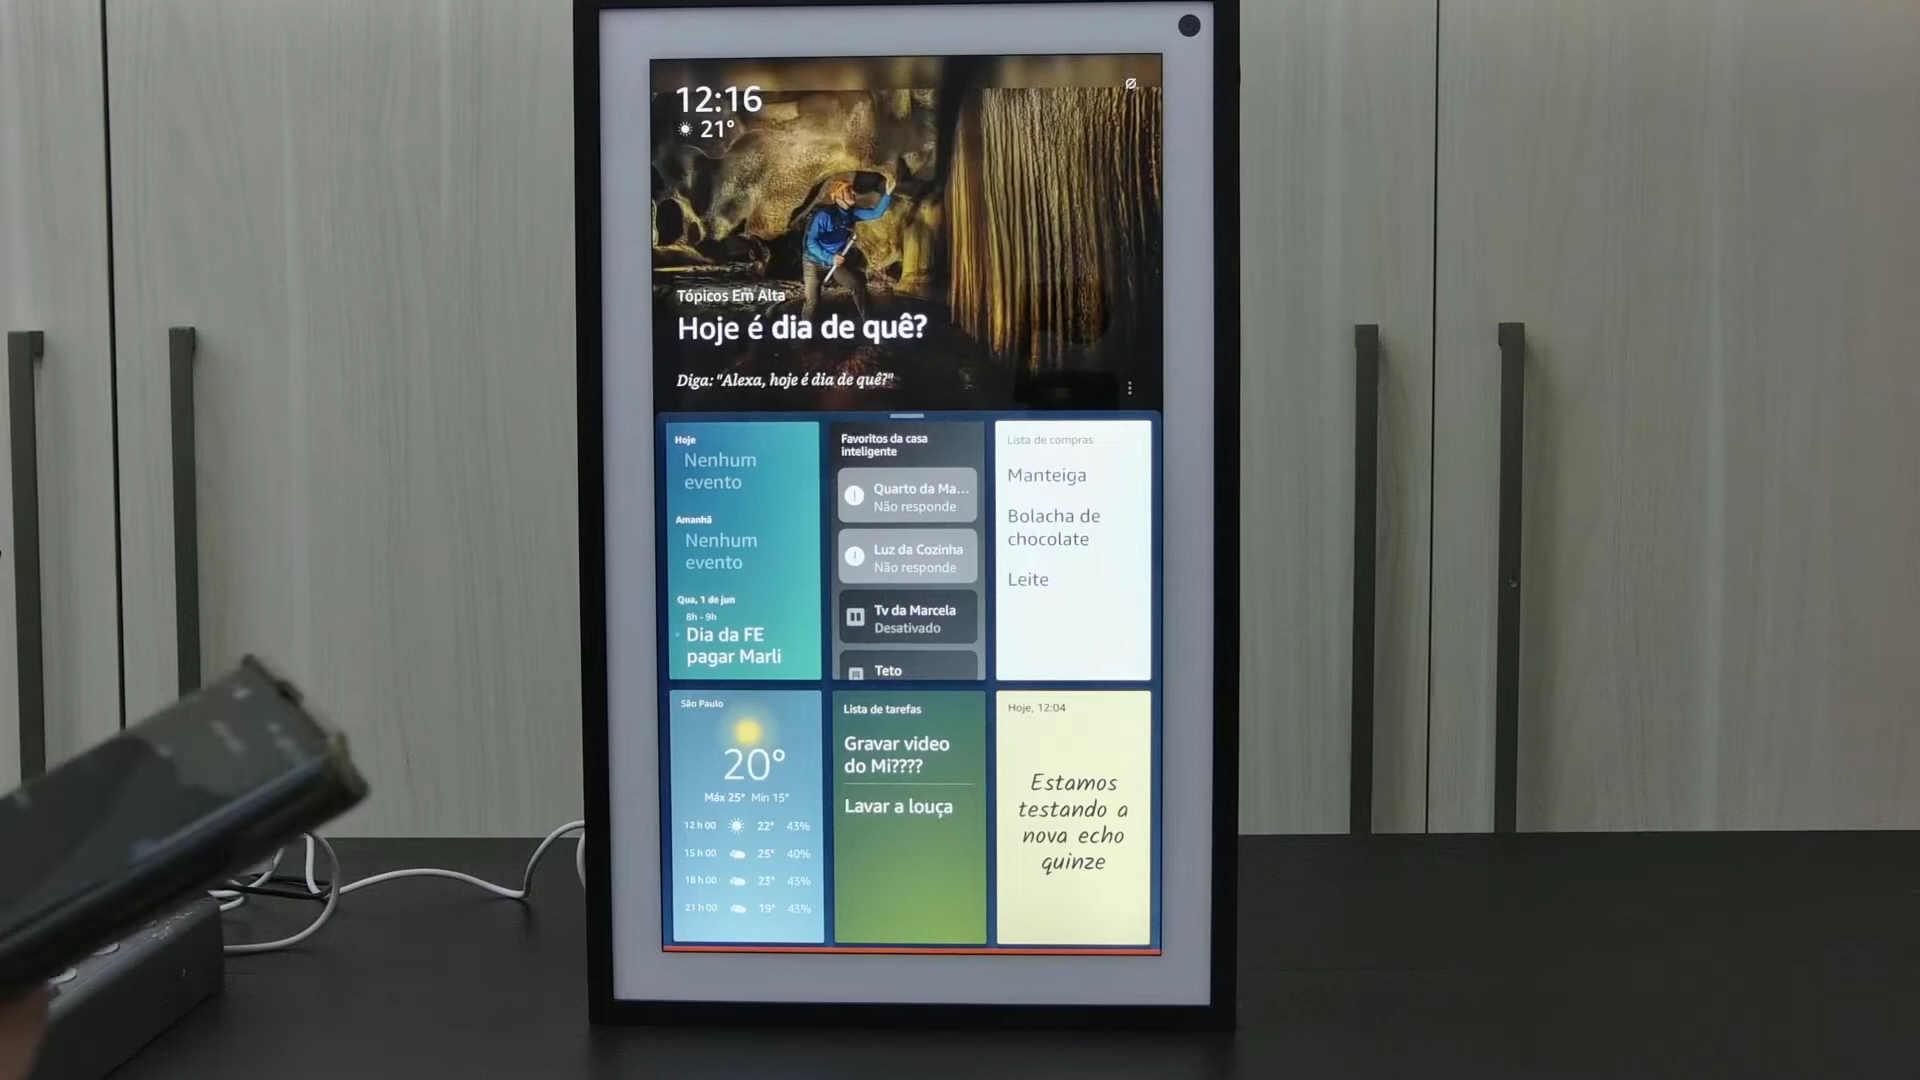 12:16
21°
Tópicos Em Alta
Hoje é dia de quê?
Diga: "Alexa, hoje é dia de quê?"
Hoje
Nenhum
evento
Amanhã
Nenhum
evento
Qua, 1 de jun
8h - 9h
Dia da FE
pagar Marli
Favoritos da casa
inteligente
Quarto da Ma...
Não responde
Luz da Cozinha
Não responde
Tv da Marcela
Desativado
Teto
Lista de compras
Manteiga
Bolacha de
chocolate
Leite
São Paulo
20°
Máx 25° Mín 15°
12 h 00 22° 43%
15 h 00 25° 40%
18 h 00 23° 43%
21 h 00 19° 43%
Lista de tarefas
Gravar video
do Mi????
Lavar a louça
Hoje, 12:04
Estamos
testando a
nova echo
quinze